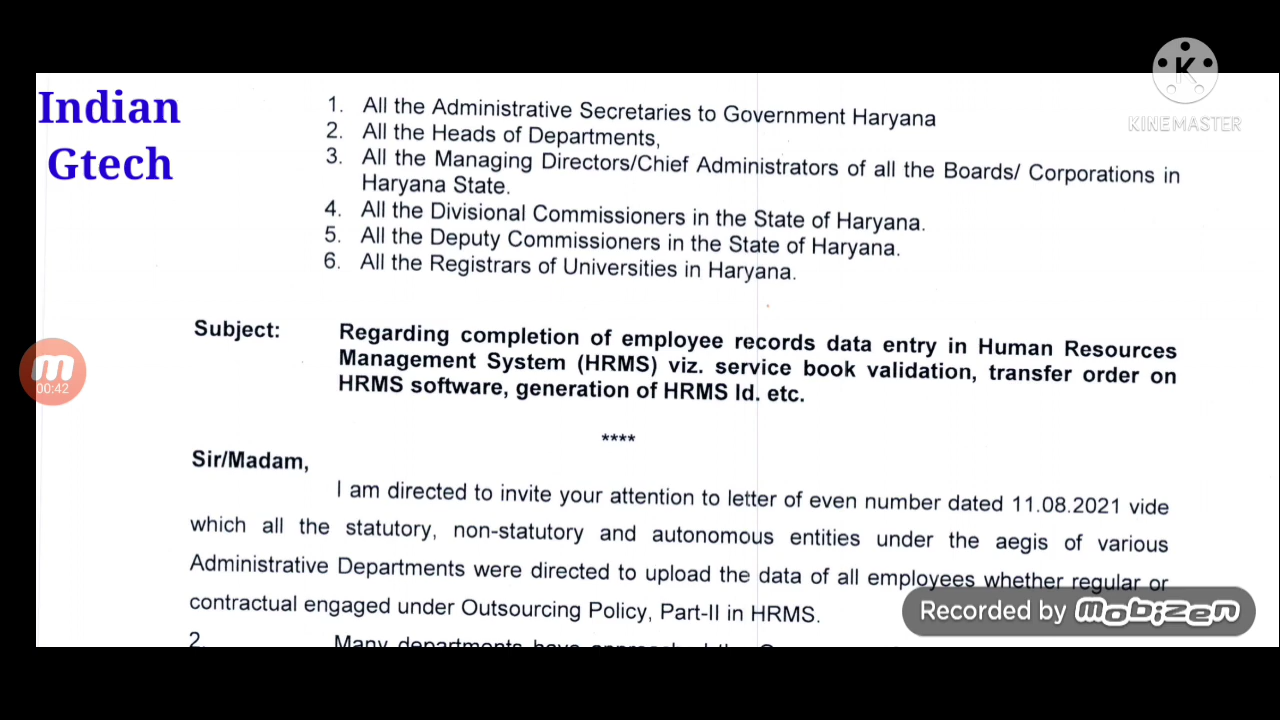 Indian
Gtech
K
KINEMASTER
1. All the Administrative Secretaries to Government Haryana
2. All the Heads of Departments,
3. All the Managing Directors/Chief Administrators of all the Boards/ Corporations in
Haryana State.
4. All the Divisional Commissioners in the State of Haryana.
5. All the Deputy Commissioners in the State of Haryana.
6. All the Registrars of Universities in Haryana.
Subject: Regarding completion of employee records data entry in Human Resources
Management System (HRMS) viz. service book validation, transfer order on
HRMS software, generation of HRMS Id. etc.
m
00:42
****
Sir/Madam,
I am directed to invite your attention to letter of even number dated 11.08.2021 vide
which all the statutory, non-statutory and autonomous entities under the aegis of various
Administrative Departments were directed to upload the data of all employees whether regular or
contractual engaged under Outsourcing Policy, Part-II in HRMS.
Recorded by mobizen
2. Many departments have